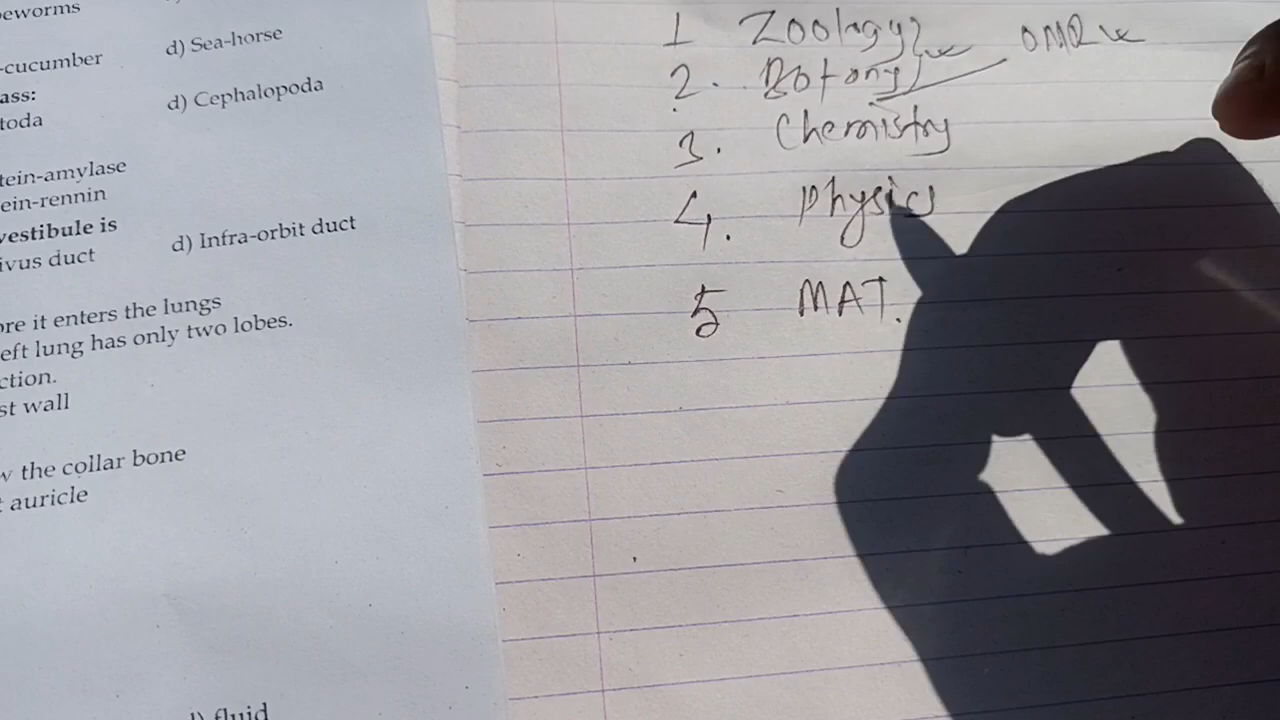 eworms
-cucumber
d) Sea-horse
ass:
toda
d) Cephalopoda
tein-amylase
ein-rennin
vestibule is
ivus duct
d) Infra-orbit duct
ore it enters the lungs
eft lung has only two lobes.
ction.
st wall
w the collar bone
t auricle
d) fluid
1 Zoology
OMR
2. Botony
3. Chemistry
4. Physics
5 MAT.